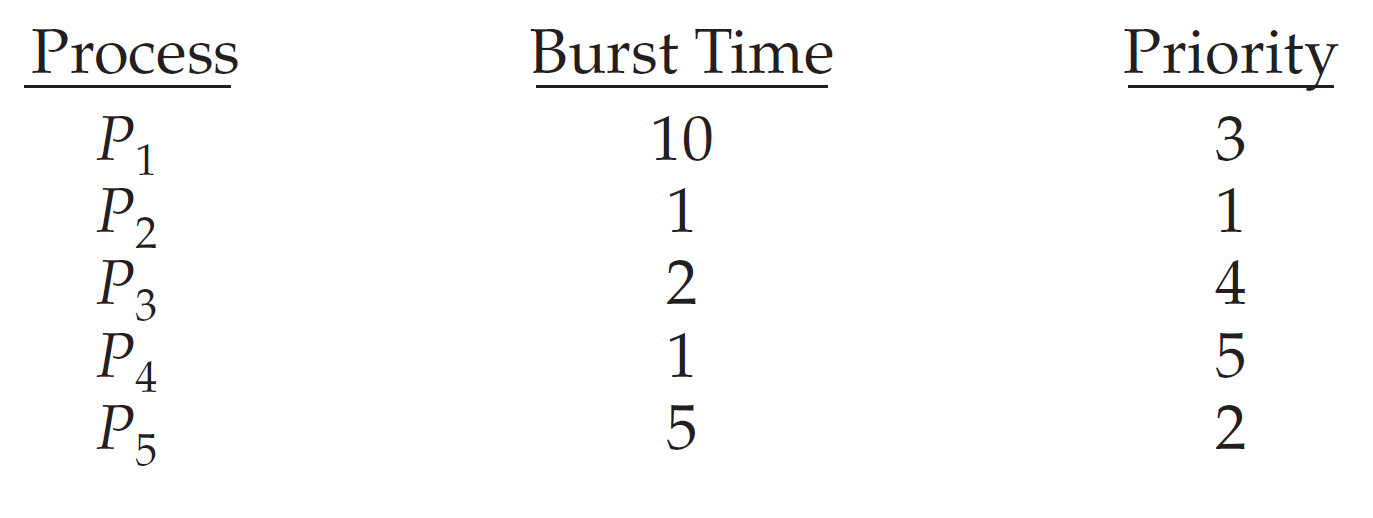 Process Burst Time Priority
P1 10 3
P2 1 1
P3 2 4
P4 1 5
P5 5 2